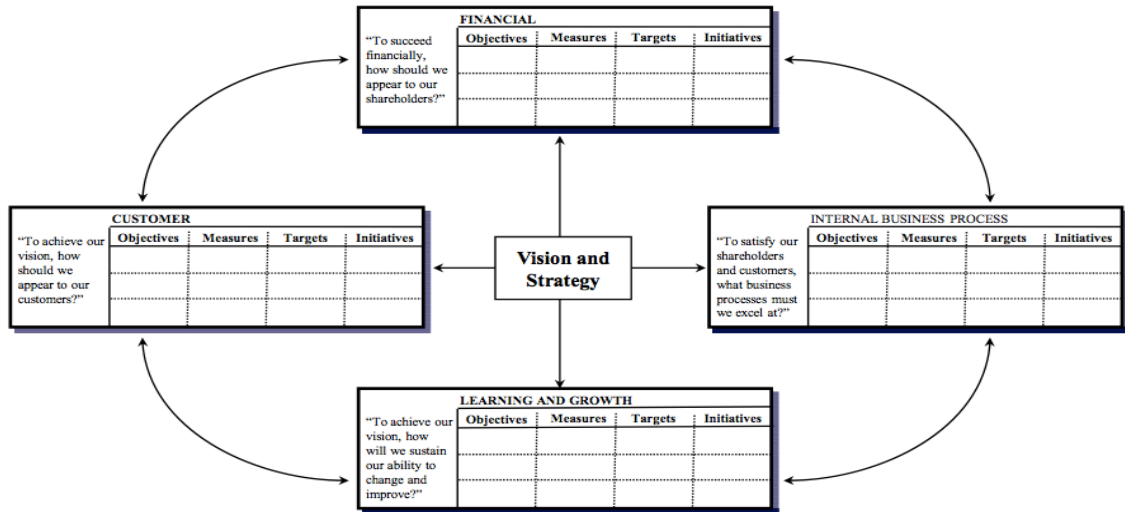 FINANCIAL
Objectives Measures Targets Initiatives
“To succeed
financially,
how should we
appear to our
shareholders?”
CUSTOMER
Objectives Measures Targets Initiatives
“To achieve our
vision, how
should we
appear to our
customers?”
Vision and
Strategy
INTERNAL BUSINESS PROCESS
Objectives Measures Targets Initiatives
“To satisfy our
shareholders
and customers,
what business
processes must
we excel at?”
LEARNING AND GROWTH
Objectives Measures Targets Initiatives
“To achieve our
vision, how
will we sustain
our ability to
change and
improve?”